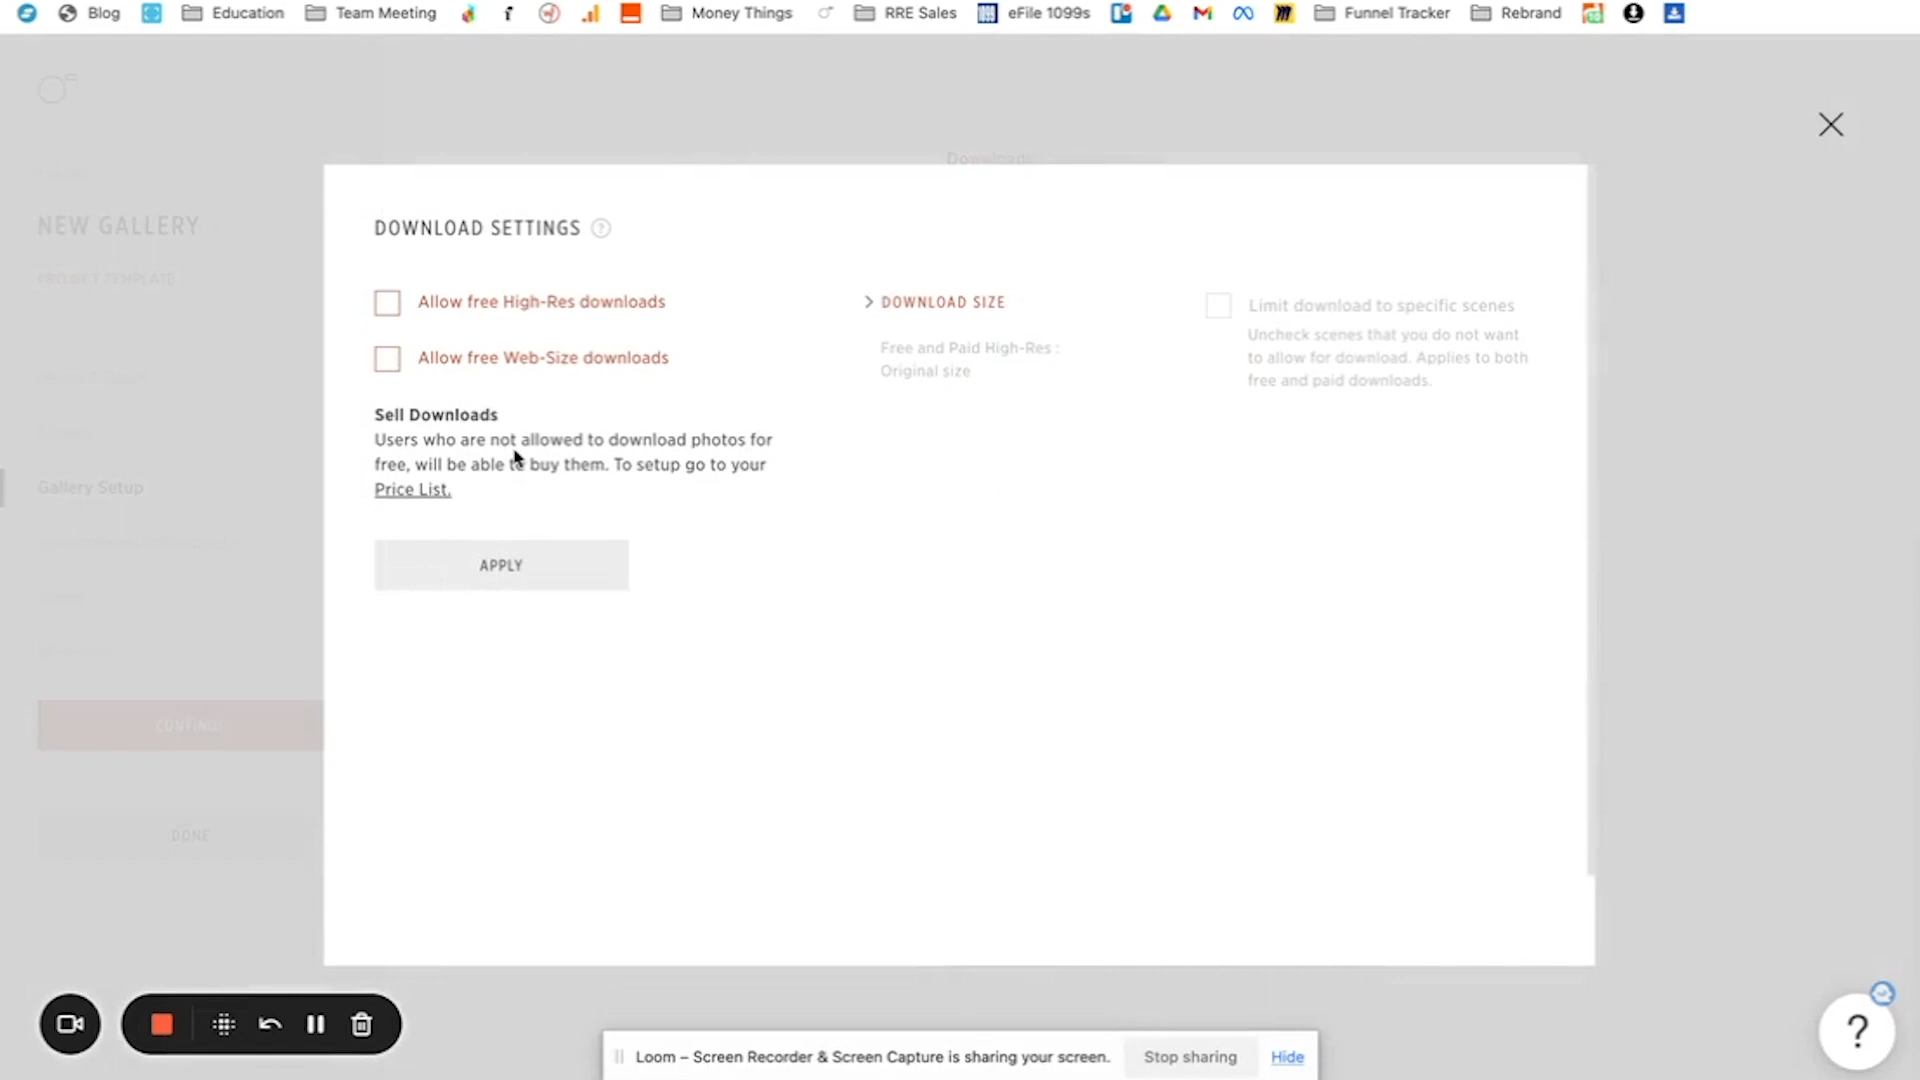 Blog
Education
Team Meeting
Money Things
RRE Sales
eFile 1099s
Funnel Tracker
Rebrand
Downloads
NEW GALLERY
PROJECT TEMPLATE
Gallery Setup
CONTINUE
DONE
DOWNLOAD SETTINGS ?
Allow free High-Res downloads
Allow free Web-Size downloads
Sell Downloads
Users who are not allowed to download photos for
free, will be able to buy them. To setup go to your
Price List.
APPLY
> DOWNLOAD SIZE
Free and Paid High-Res :
Original size
Limit download to specific scenes
Uncheck scenes that you do not want
to allow for download. Applies to both
free and paid downloads.
Loom – Screen Recorder & Screen Capture is sharing your screen.
Stop sharing
Hide
?